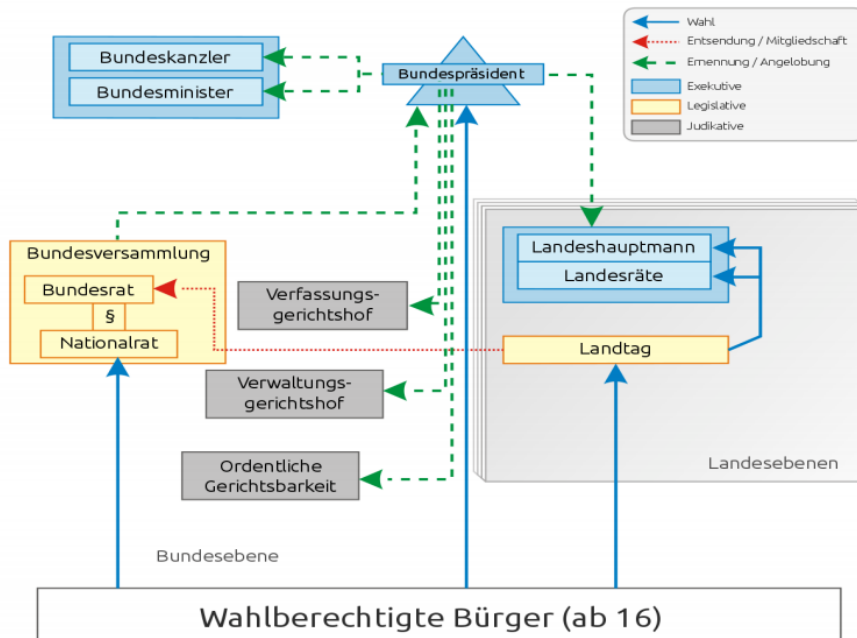 Bundeskanzler
Bundesminister
Bundespräsident
Wahl
Entsendung / Mitgliedschaft
Ernennung / Angelobung
Exekutive
Legislative
Judikative
Bundesversammlung
Bundesrat
§
Nationalrat
Verfassungs-
gerichtshof
Verwaltungs-
gerichtshof
Ordentliche
Gerichtsbarkeit
Landeshauptmann
Landesräte
Landtag
Landesebenen
Bundesebene
Wahlberechtigte Bürger (ab 16)